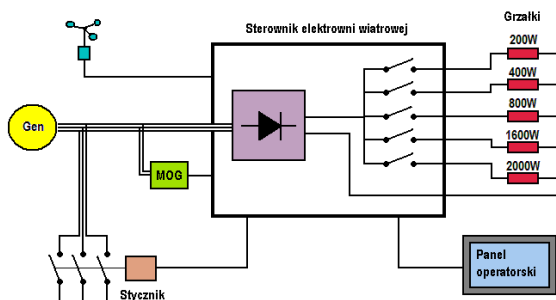 Sterownik elektrowni wiatrowej
Grzałki
200W
400W
800W
1600W
2000W
Gen
MOG
Stycznik
Panel
operatorski